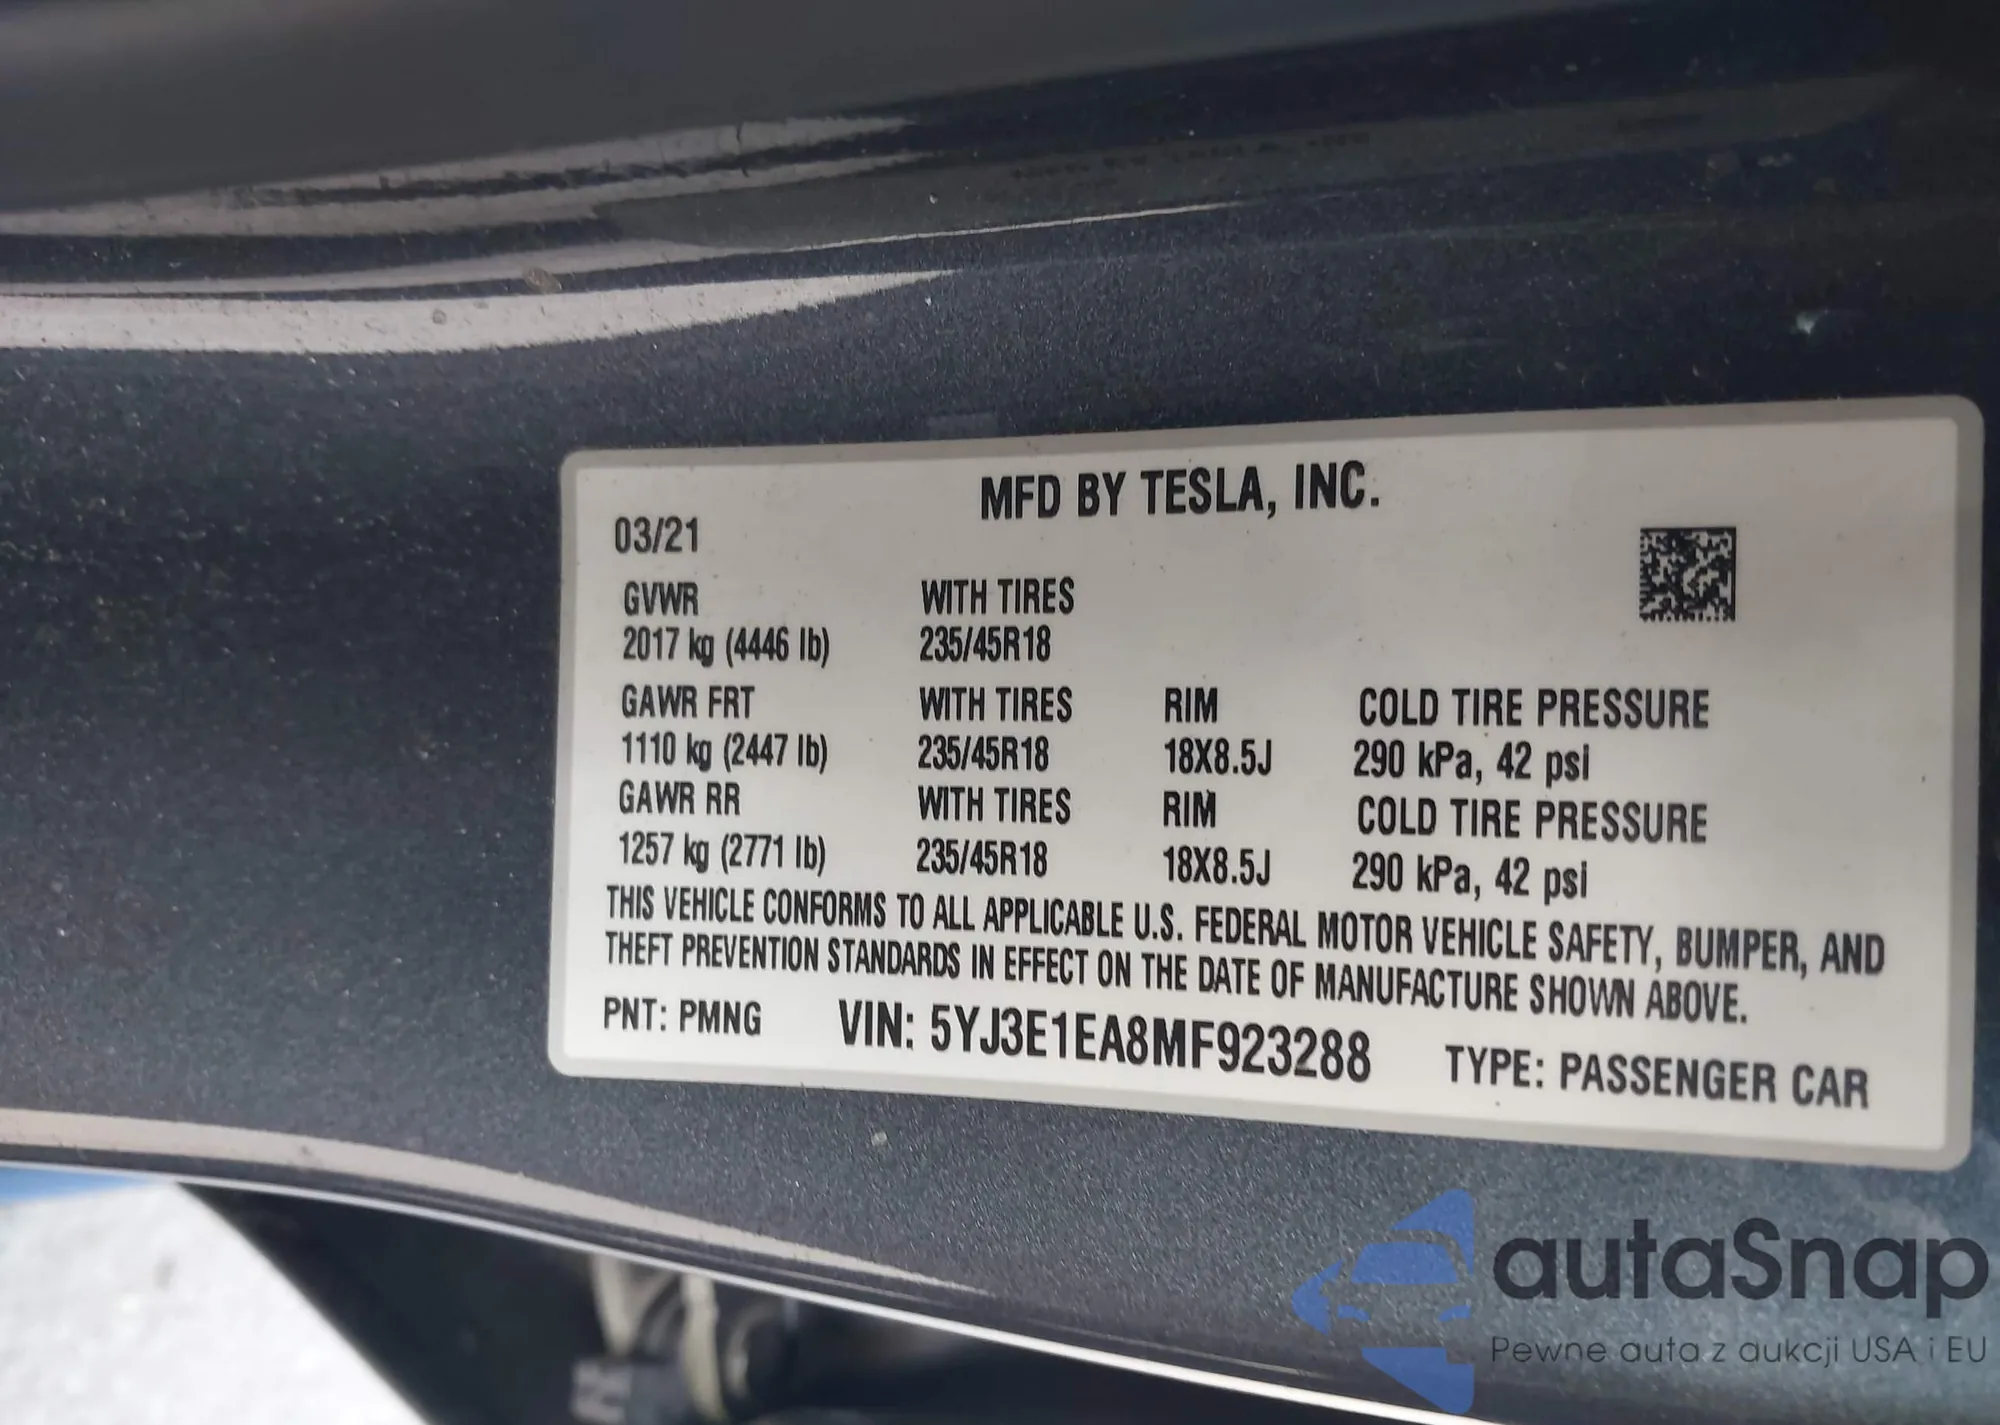 MFD BY TESLA, INC.
03/21
GVWR WITH TIRES
2017 kg (4446 lb) 235/45R18
GAWR FRT WITH TIRES RIM COLD TIRE PRESSURE
1110 kg (2447 lb) 235/45R18 18X8.5J 290 kPa, 42 psi
GAWR RR WITH TIRES RIM COLD TIRE PRESSURE
1257 kg (2771 lb) 235/45R18 18X8.5J 290 kPa, 42 psi
THIS VEHICLE CONFORMS TO ALL APPLICABLE U.S. FEDERAL MOTOR VEHICLE SAFETY, BUMPER, AND
THEFT PREVENTION STANDARDS IN EFFECT ON THE DATE OF MANUFACTURE SHOWN ABOVE.
PNT: PMNG VIN: 5YJ3E1EA8MF923288 TYPE: PASSENGER CAR
autaSnap
Pewne auta z aukcji USA i EU